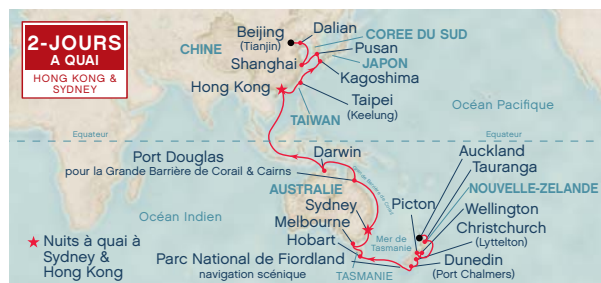 2-JOURS
A QUAI
HONG KONG &
SYDNEY
CHINE
Beijing
(Tianjin)
Dalian
COREE DU SUD
Pusan
Shanghai
JAPON
Kagoshima
Hong Kong
Taipei
(Keelung)
TAIWAN
Océan Pacifique
Equateur
Equateur
Port Douglas
pour la Grande Barrière de Corail & Cairns
Darwin
Auckland
Tauranga
AUSTRALIE
NOUVELLE-ZELANDE
Sydney
Picton
Wellington
Océan Indien
Melbourne
Christchurch
(Lyttelton)
Hobart
Mer de
Tasmanie
★ Nuits à quai à
Sydney &
Hong Kong
Parc National de Fiordland
navigation scénique
TASMANIE
Dunedin
(Port Chalmers)